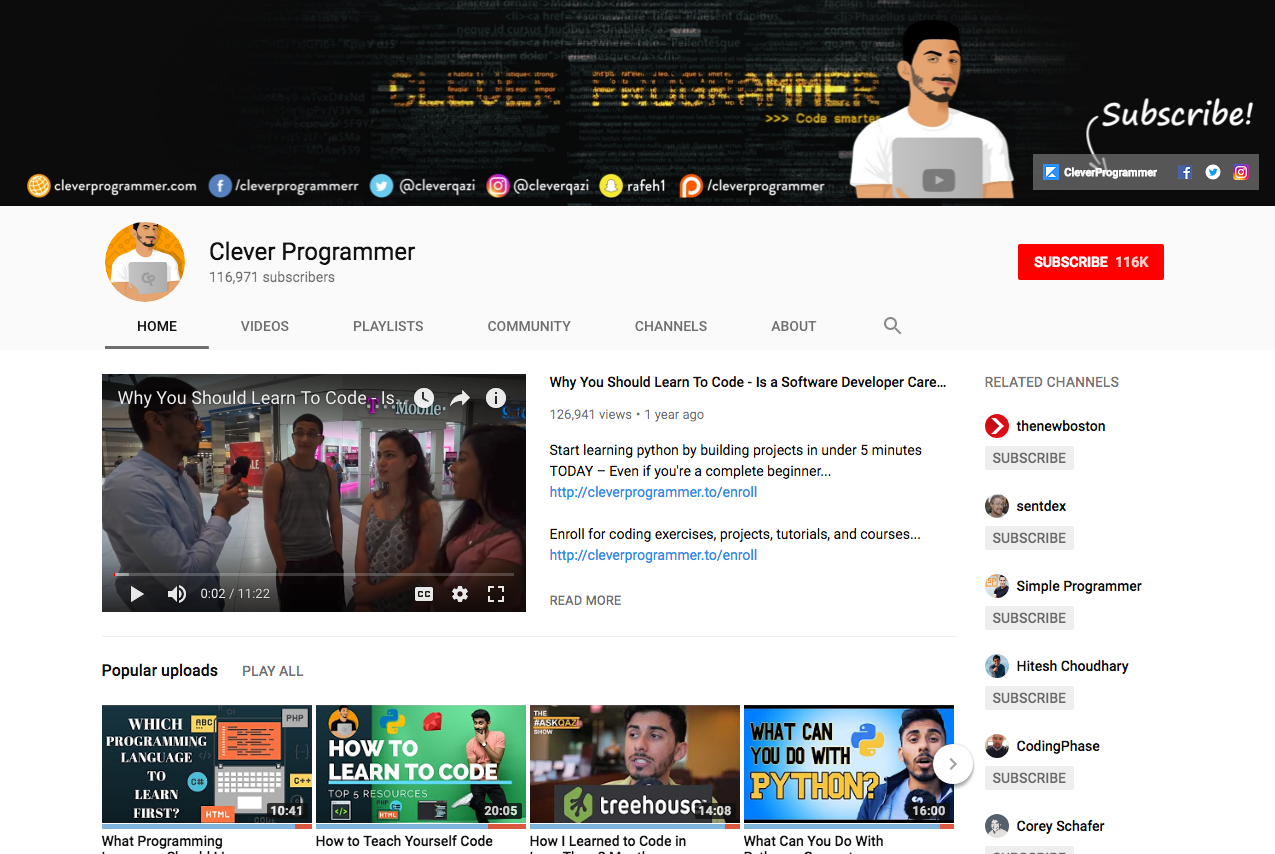 CLEVER PROGRAMMER
>>> Code smarter
Subscribe!
cleverprogrammer.com
/cleverprogrammerr
@cleverqazi
@cleverqazi
rafeh1
/cleverprogrammer
CleverProgrammer
Clever Programmer
116,971 subscribers
SUBSCRIBE 116K
HOME
VIDEOS
PLAYLISTS
COMMUNITY
CHANNELS
ABOUT
Why You Should Learn To Code - Is...
T-Mobile
SALE
0:02 / 11:22
CC
Why You Should Learn To Code - Is a Software Developer Care...
126,941 views • 1 year ago
Start learning python by building projects in under 5 minutes
TODAY – Even if you're a complete beginner...
http://cleverprogrammer.to/enroll
Enroll for coding exercises, projects, tutorials, and courses...
http://cleverprogrammer.to/enroll
READ MORE
RELATED CHANNELS
thenewboston
SUBSCRIBE
sentdex
SUBSCRIBE
Simple Programmer
SUBSCRIBE
Hitesh Choudhary
SUBSCRIBE
CodingPhase
SUBSCRIBE
Corey Schafer
SUBSCRIBE
Popular uploads
PLAY ALL
WHICH
PROGRAMMING
LANGUAGE
TO
LEARN
FIRST?
ABC
PHP
C#
C++
HTML
10:41
What Programming
HOW TO
LEARN TO CODE
TOP 5 RESOURCES
HTML
20:05
How to Teach Yourself Code
THE
#ASKQAZI
SHOW
treehouse
14:08
How I Learned to Code in
WHAT CAN
YOU DO WITH
PYTHON?
16:00
What Can You Do With